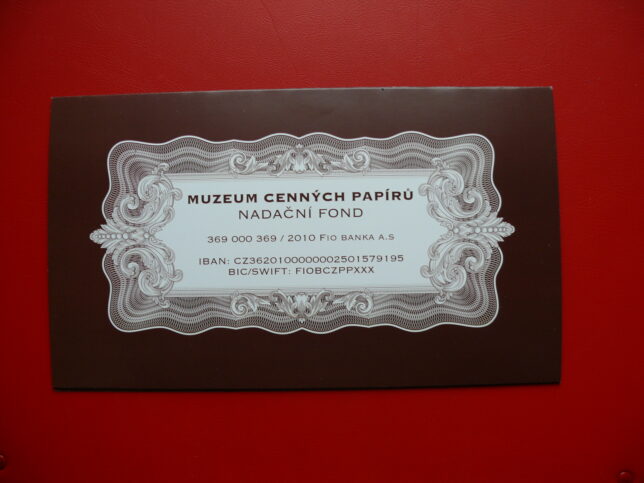 MUZEUM CENNÝCH PAPÍRŮ
NADAČNÍ FOND
369 000 369 / 2010 FIO BANKA A.S
IBAN: CZ3620100000002501579195
BIC/SWIFT: FIOBCZPPXXX